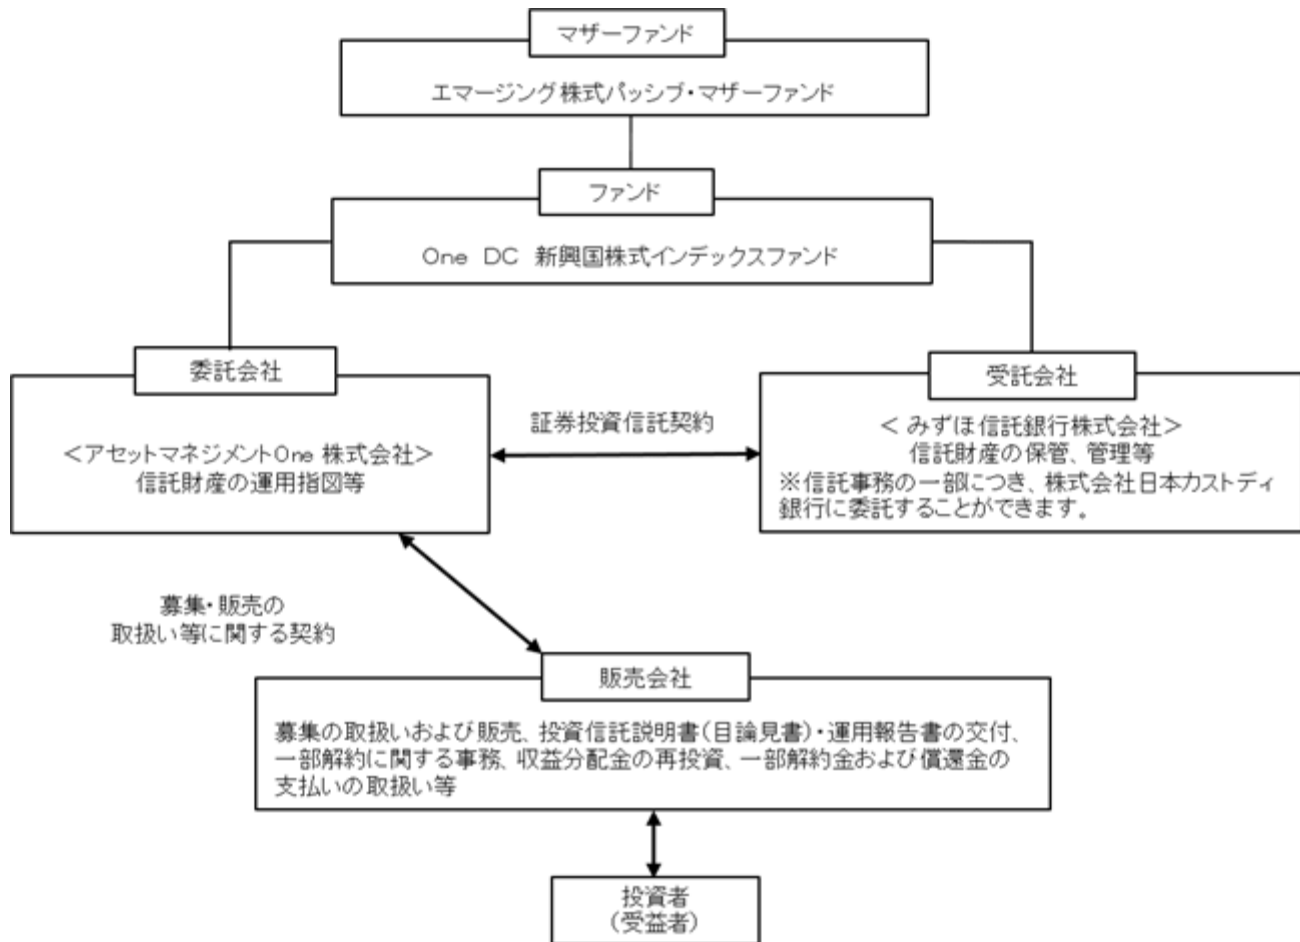 マザーファンド
エマージング株式パッシブ・マザーファンド
ファンド
One DC 新興国株式インデックスファンド
委託会社
<アセットマネジメントOne 株式会社>
信託財産の運用指図等
証券投資信託契約
受託会社
< みずほ信託銀行株式会社>
信託財産の保管、管理等
※信託事務の一部につき、株式会社日本カストディ
銀行に委託することができます。
募集・販売の
取扱い等に関する契約
販売会社
募集の取扱いおよび販売、投資信託説明書(目論見書)・運用報告書の交付、
一部解約に関する事務、収益分配金の再投資、一部解約金および償還金の
支払いの取扱い等
投資者
(受益者)